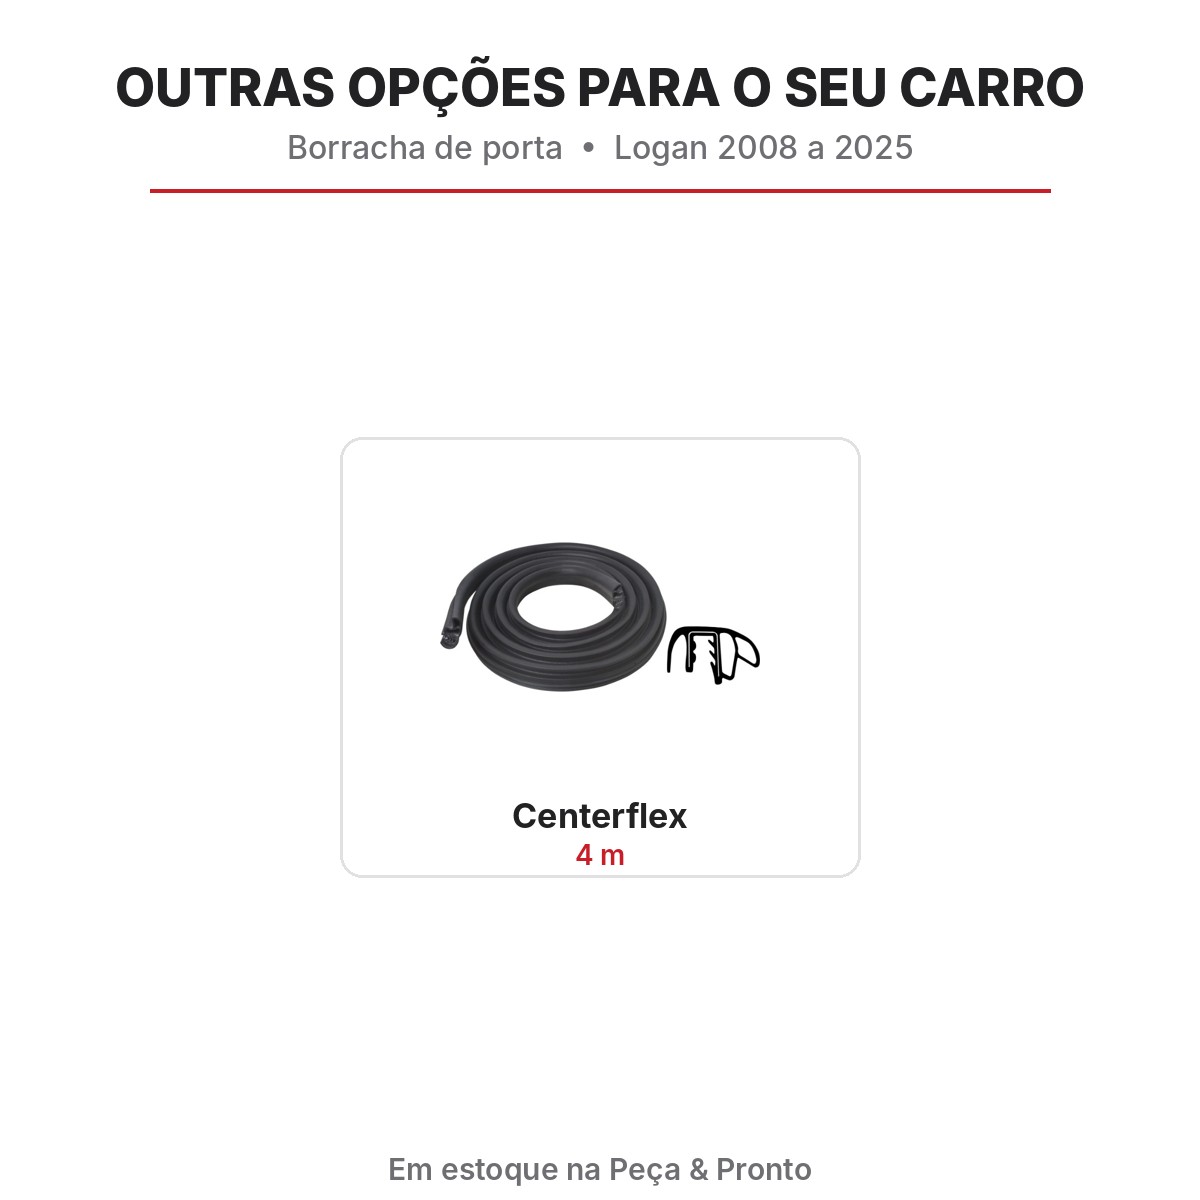 OUTRAS OPÇÕES PARA O SEU CARRO
Borracha de porta • Logan 2008 a 2025
Centerflex
4 m
Em estoque na Peça & Pronto